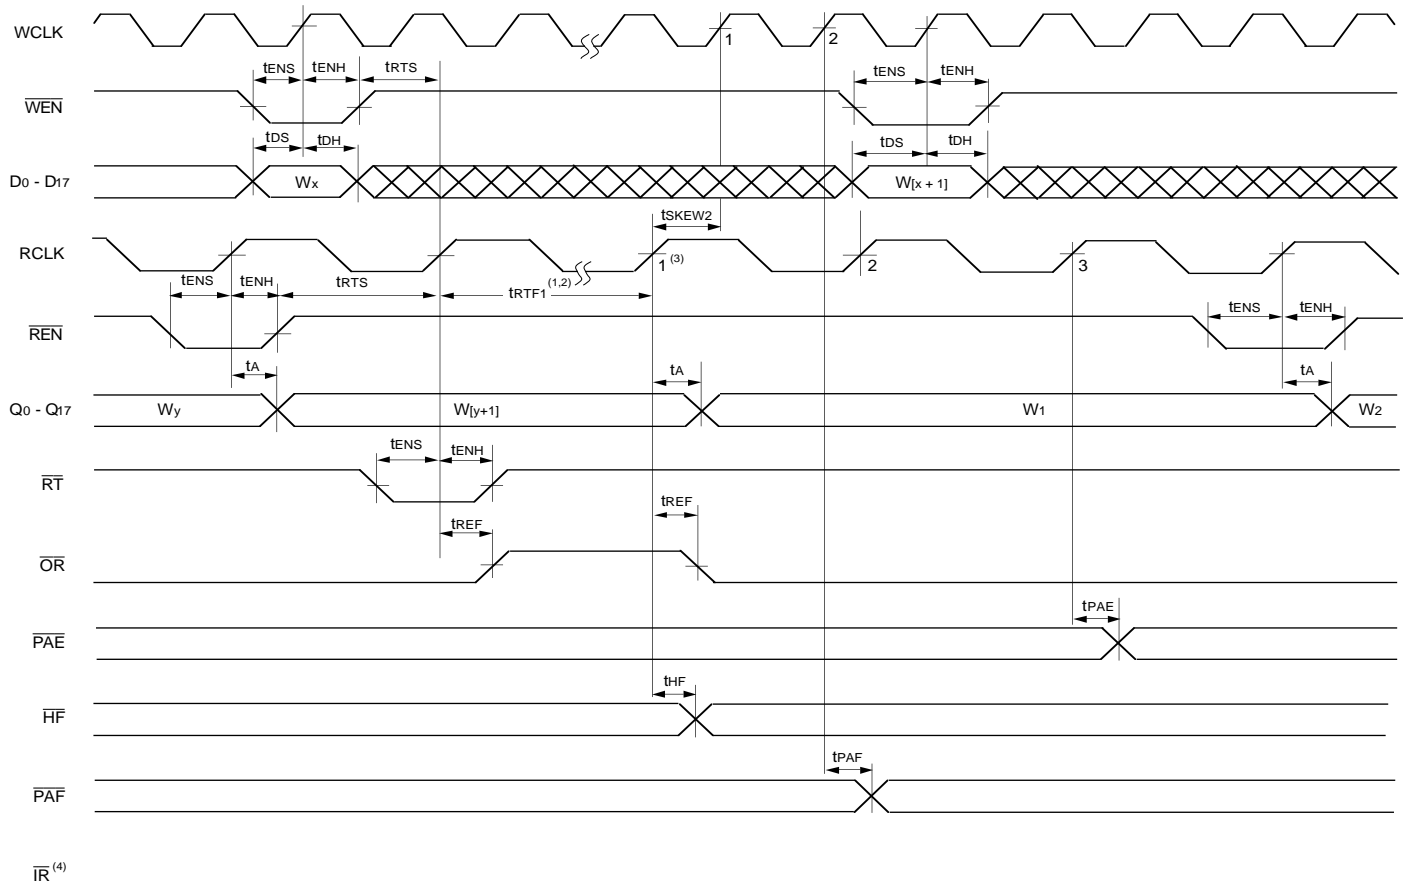 WCLK
1
2
tENS
tENH
tRTS
tENS
tENH
WEN
tDS
tDH
tDS
tDH
D0 - D17
Wx
W[x + 1]
tSKEW2
RCLK
1 (3)
2
3
tENS
tENH
tRTS
tRTF1 (1,2)
tENS
tENH
REN
tA
tA
tA
Q0 - Q17
Wy
W[y+1]
W1
W2
tENS
tENH
RT
tREF
tREF
OR
tPAE
PAE
tHF
HF
tPAF
PAF
IR (4)